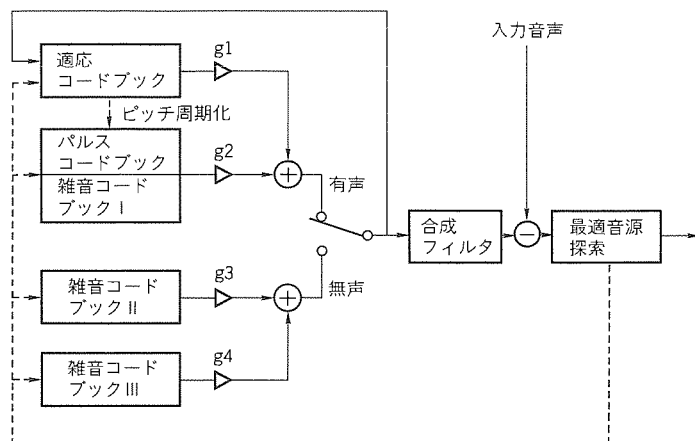 入力音声
適応
コードブック
g1
ピッチ周期化
パルス
コードブック
g2
雑音コード
ブックⅠ
有声
合成
フィルタ
最適音源
探索
雑音コード
ブックⅡ
g3
無声
雑音コード
ブックⅢ
g4